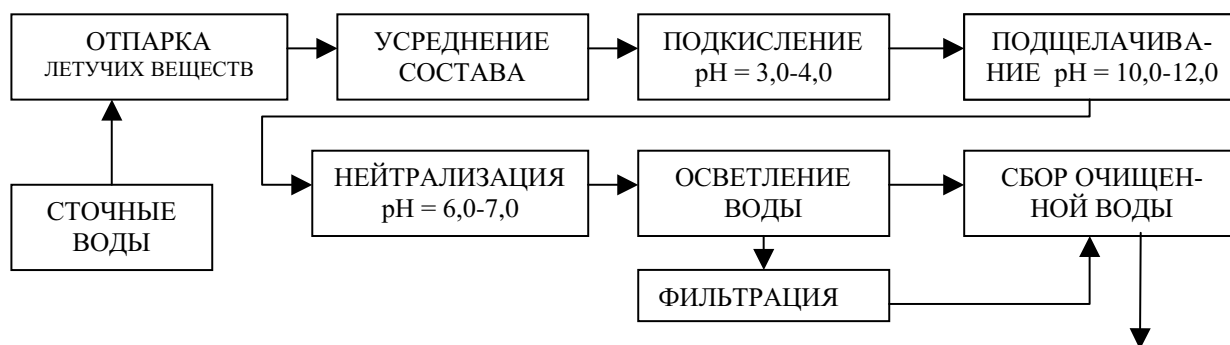 ОТПАРКА
ЛЕТУЧИХ ВЕЩЕСТВ
УСРЕДНЕНИЕ
СОСТАВА
ПОДКИСЛЕНИЕ
pH = 3,0-4,0
ПОДЩЕЛАЧИВА-
НИЕ pH = 10,0-12,0
СТОЧНЫЕ
ВОДЫ
НЕЙТРАЛИЗАЦИЯ
pH = 6,0-7,0
ОСВЕТЛЕНИЕ
ВОДЫ
СБОР ОЧИЩЕН-
НОЙ ВОДЫ
ФИЛЬТРАЦИЯ